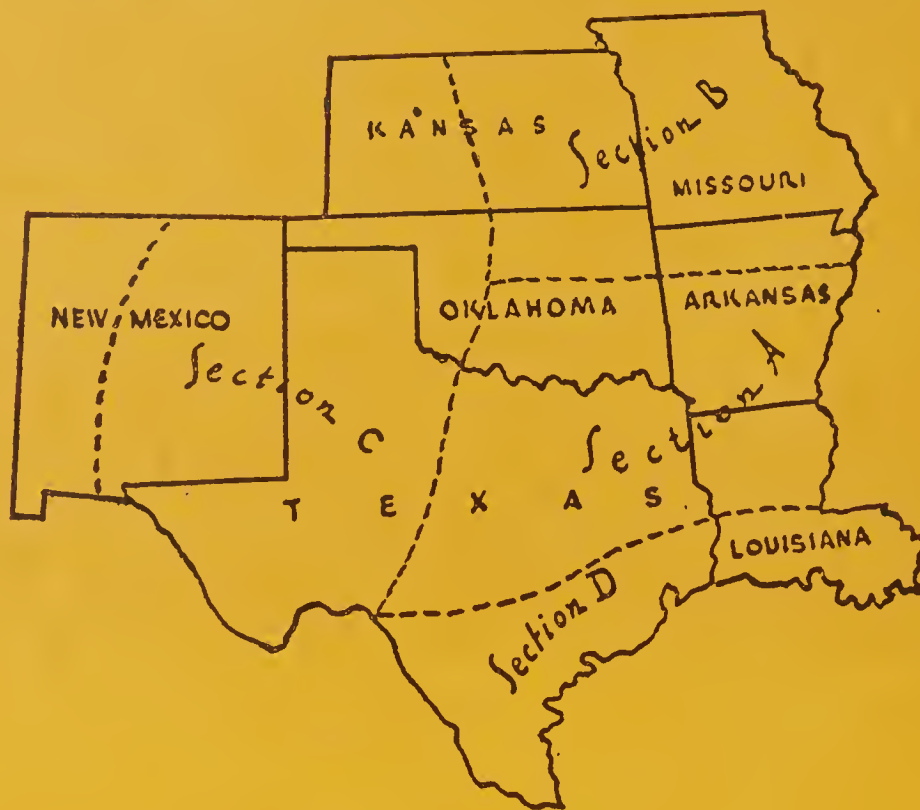 KANSAS
Section B
MISSOURI
NEW MEXICO
OKLAHOMA
ARKANSAS
Section C
Section A
TEXAS
LOUISIANA
Section D